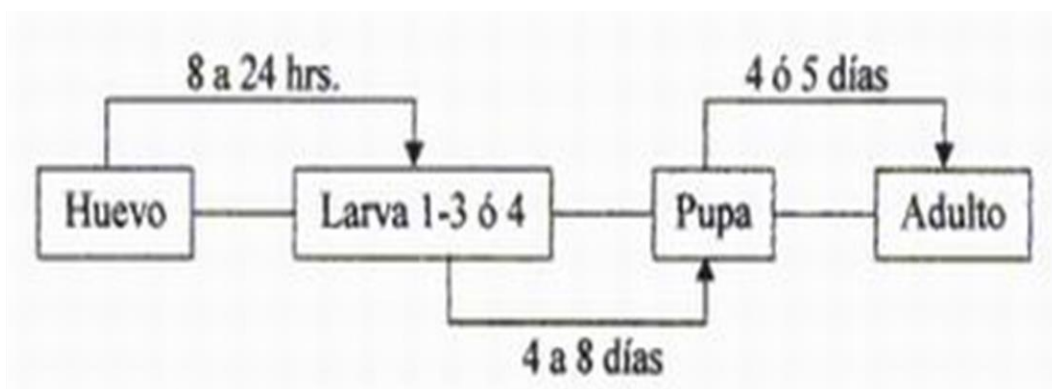 8 a 24 hrs.
4 ó 5 días
Huevo
Larva 1-3 ó 4
Pupa
Adulto
4 a 8 días